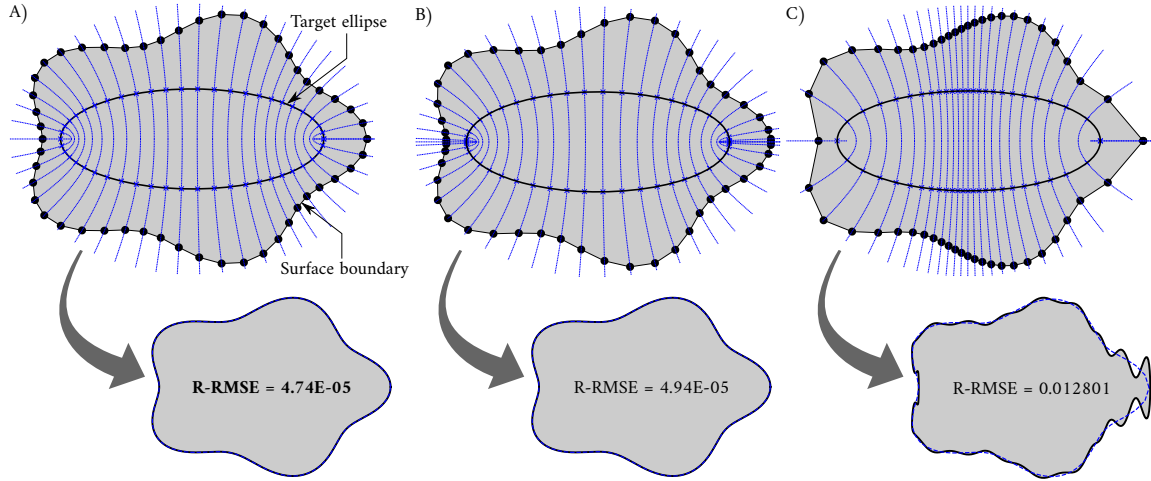 A)
Target ellipse
B)
C)
Surface boundary
R-RMSE = 4.74E-05
R-RMSE = 4.94E-05
R-RMSE = 0.012801